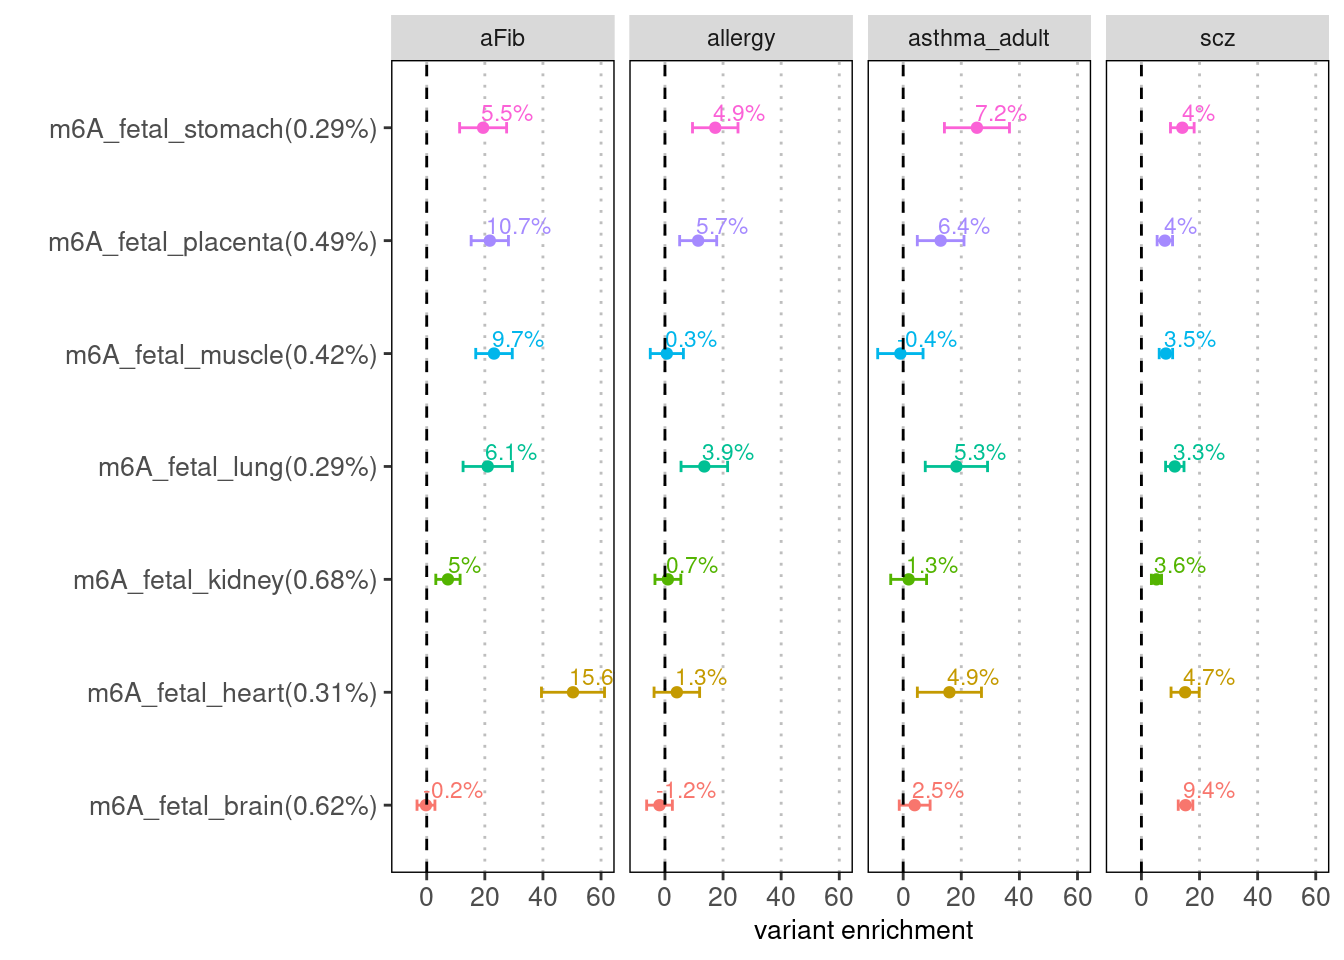 aFib allergy asthma_adult scz
m6A_fetal_stomach(0.29%) 5.5% 4.9% 7.2% 4%
m6A_fetal_placenta(0.49%) 10.7% 5.7% 6.4% 4%
m6A_fetal_muscle(0.42%) 9.7% 0.3% -0.4% 3.5%
m6A_fetal_lung(0.29%) 6.1% 3.9% 5.3% 3.3%
m6A_fetal_kidney(0.68%) 5% 0.7% 1.3% 3.6%
m6A_fetal_heart(0.31%) 15.6 1.3% 4.9% 4.7%
m6A_fetal_brain(0.62%) -0.2% -1.2% 2.5% 9.4%
0 20 40 60 0 20 40 60 0 20 40 60 0 20 40 60
variant enrichment